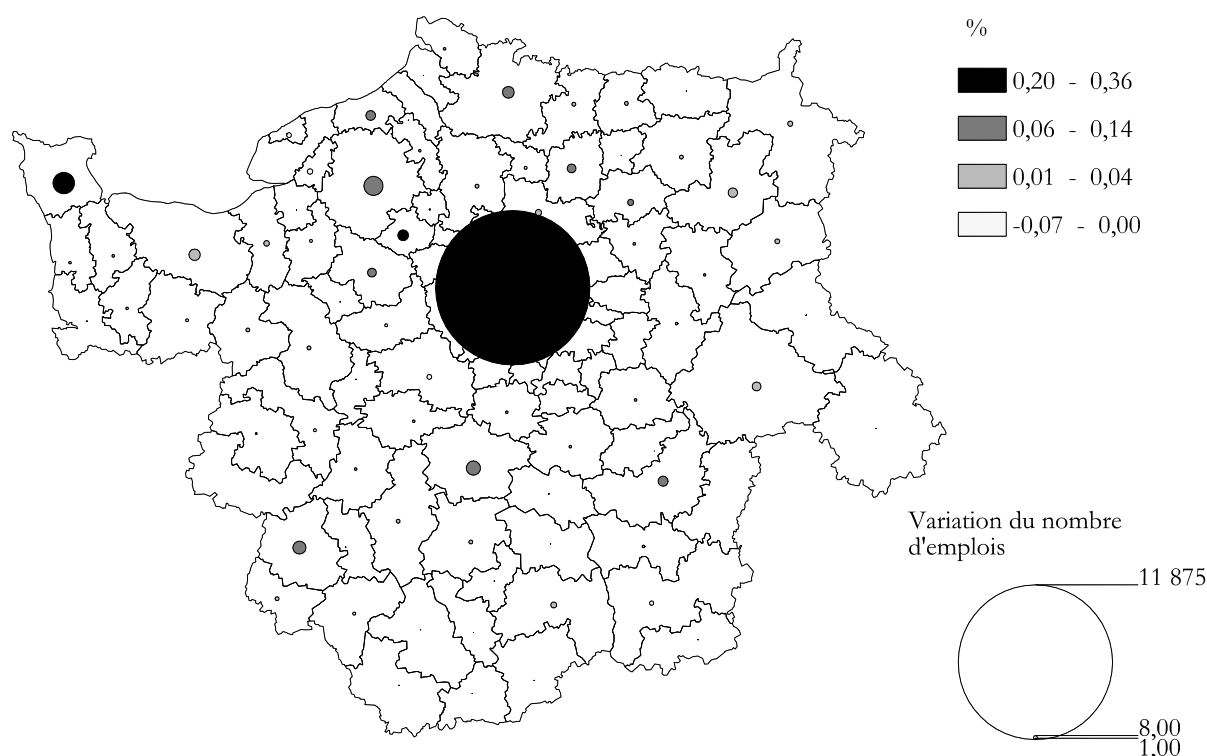 %
0,20 - 0,36
0,06 - 0,14
0,01 - 0,04
-0,07 - 0,00
Variation du nombre
d'emplois
11 875
8,00
1,00